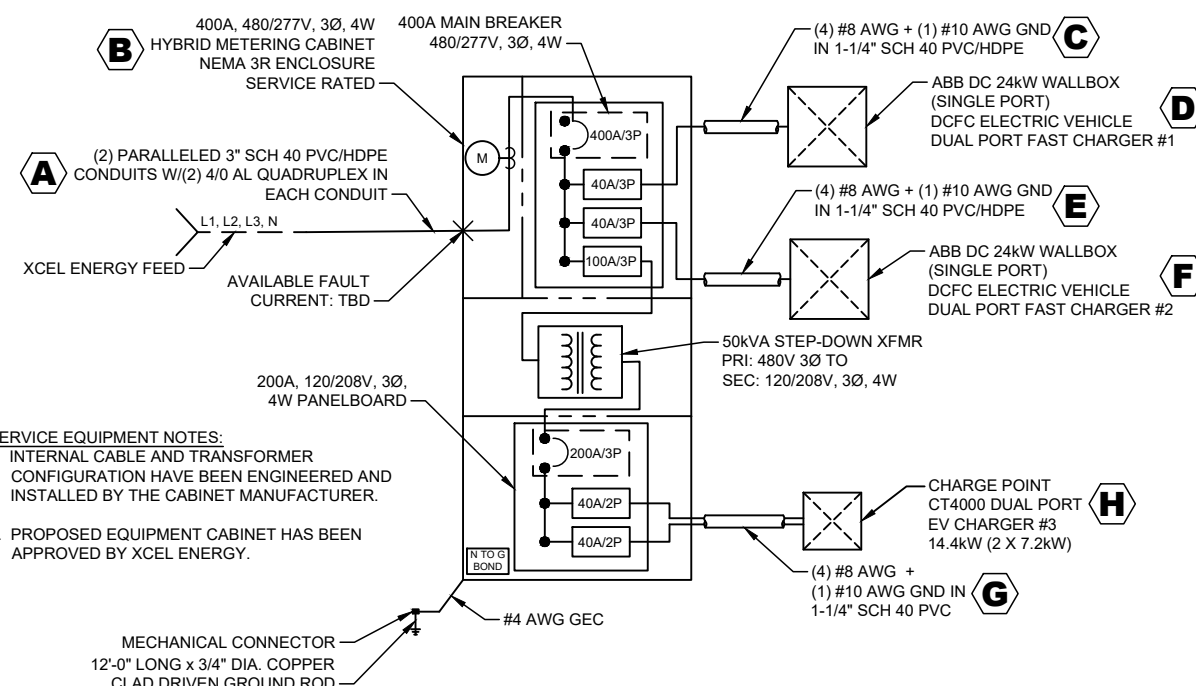 400A, 480/277V, 3Ø, 4W
HYBRID METERING CABINET
NEMA 3R ENCLOSURE
SERVICE RATED
B
400A MAIN BREAKER
480/277V, 3Ø, 4W
(4) #8 AWG + (1) #10 AWG GND
IN 1-1/4" SCH 40 PVC/HDPE
C
ABB DC 24kW WALLBOX
(SINGLE PORT)
DCFC ELECTRIC VEHICLE
DUAL PORT FAST CHARGER #1
D
400A/3P
M
A
(2) PARALLELED 3" SCH 40 PVC/HDPE
CONDUITS W/(2) 4/0 AL QUADRUPLEX IN
EACH CONDUIT
40A/3P
40A/3P
100A/3P
(4) #8 AWG + (1) #10 AWG GND
IN 1-1/4" SCH 40 PVC/HDPE
E
L1, L2, L3, N
XCEL ENERGY FEED
AVAILABLE FAULT
CURRENT: TBD
ABB DC 24kW WALLBOX
(SINGLE PORT)
DCFC ELECTRIC VEHICLE
DUAL PORT FAST CHARGER #2
F
50kVA STEP-DOWN XFMR
PRI: 480V 3Ø TO
SEC: 120/208V, 3Ø, 4W
200A, 120/208V, 3Ø,
4W PANELBOARD
ERVICE EQUIPMENT NOTES:
INTERNAL CABLE AND TRANSFORMER
CONFIGURATION HAVE BEEN ENGINEERED AND
INSTALLED BY THE CABINET MANUFACTURER.
PROPOSED EQUIPMENT CABINET HAS BEEN
APPROVED BY XCEL ENERGY.
200A/3P
40A/2P
40A/2P
N TO G
BOND
CHARGE POINT
CT4000 DUAL PORT
EV CHARGER #3
14.4kW (2 X 7.2kW)
H
(4) #8 AWG +
(1) #10 AWG GND IN
1-1/4" SCH 40 PVC
G
#4 AWG GEC
MECHANICAL CONNECTOR
12'-0" LONG x 3/4" DIA. COPPER
CLAD DRIVEN GROUND ROD